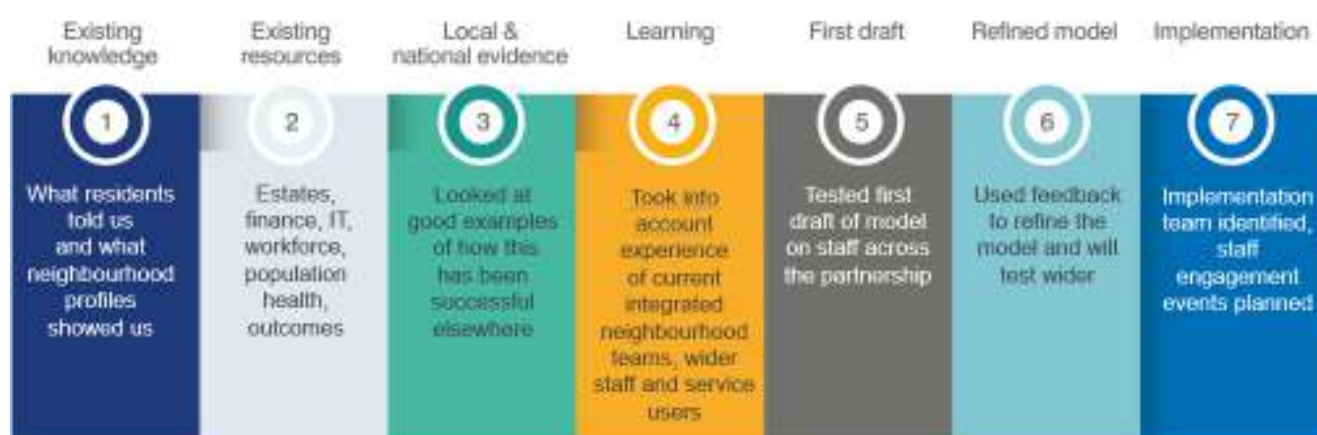 Existing
knowledge
1
What residents
told us
and what
neighbourhood
profiles
showed us
Existing
resources
2
Estates,
finance, IT,
workforce,
population
health,
outcomes
Local &
national evidence
3
Looked at
good examples
of how this
has been
successful
elsewhere
Learning
4
Took into
account
experience
of current
integrated
neighbourhood
teams, wider
staff and service
users
First draft
5
Tested first
draft of model
on staff across
the partnership
Refined model
6
Used feedback
to refine the
model and will
test wider
Implementation
7
Implementation
team identified,
staff
engagement
events planned